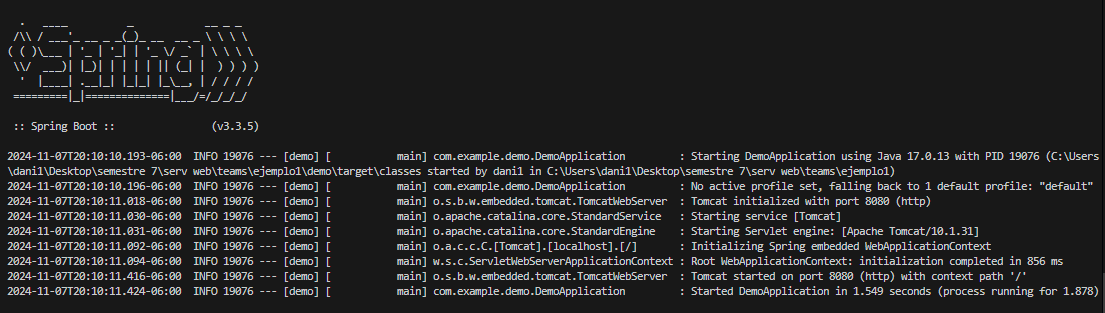 .   ____          _            __ _ _
 /\\ / ___'_ __ _ _(_)_ __  __ _ \ \ \ \
( ( )\___ | '_ | '_| | '_ \/ _` | \ \ \ \
 \\/  ___)| |_)| | | | | || (_| |  ) ) ) )
  '  |____| .__|_| |_|_| |_\__, | / / / /
 =========|_|==============|___/=/_/_/_/

 :: Spring Boot ::                (v3.3.5)

2024-11-07T20:10:10.193-06:00  INFO 19076 --- [demo] [           main] com.example.demo.DemoApplication         : Starting DemoApplication using Java 17.0.13 with PID 19076 (C:\Users
\dani1\Desktop\semestre 7\serv web\teams\ejemplo1\demo\target\classes started by dani1 in C:\Users\dani1\Desktop\semestre 7\serv web\teams\ejemplo1)
2024-11-07T20:10:10.196-06:00  INFO 19076 --- [demo] [           main] com.example.demo.DemoApplication         : No active profile set, falling back to 1 default profile: "default"
2024-11-07T20:10:11.018-06:00  INFO 19076 --- [demo] [           main] o.s.b.w.embedded.tomcat.TomcatWebServer  : Tomcat initialized with port 8080 (http)
2024-11-07T20:10:11.030-06:00  INFO 19076 --- [demo] [           main] o.apache.catalina.core.StandardService   : Starting service [Tomcat]
2024-11-07T20:10:11.031-06:00  INFO 19076 --- [demo] [           main] o.apache.catalina.core.StandardEngine    : Starting Servlet engine: [Apache Tomcat/10.1.31]
2024-11-07T20:10:11.092-06:00  INFO 19076 --- [demo] [           main] o.a.c.c.C.[Tomcat].[localhost].[/]       : Initializing Spring embedded WebApplicationContext
2024-11-07T20:10:11.094-06:00  INFO 19076 --- [demo] [           main] w.s.c.ServletWebServerApplicationContext : Root WebApplicationContext: initialization completed in 856 ms
2024-11-07T20:10:11.416-06:00  INFO 19076 --- [demo] [           main] o.s.b.w.embedded.tomcat.TomcatWebServer  : Tomcat started on port 8080 (http) with context path '/'
2024-11-07T20:10:11.424-06:00  INFO 19076 --- [demo] [           main] com.example.demo.DemoApplication         : Started DemoApplication in 1.549 seconds (process running for 1.878)